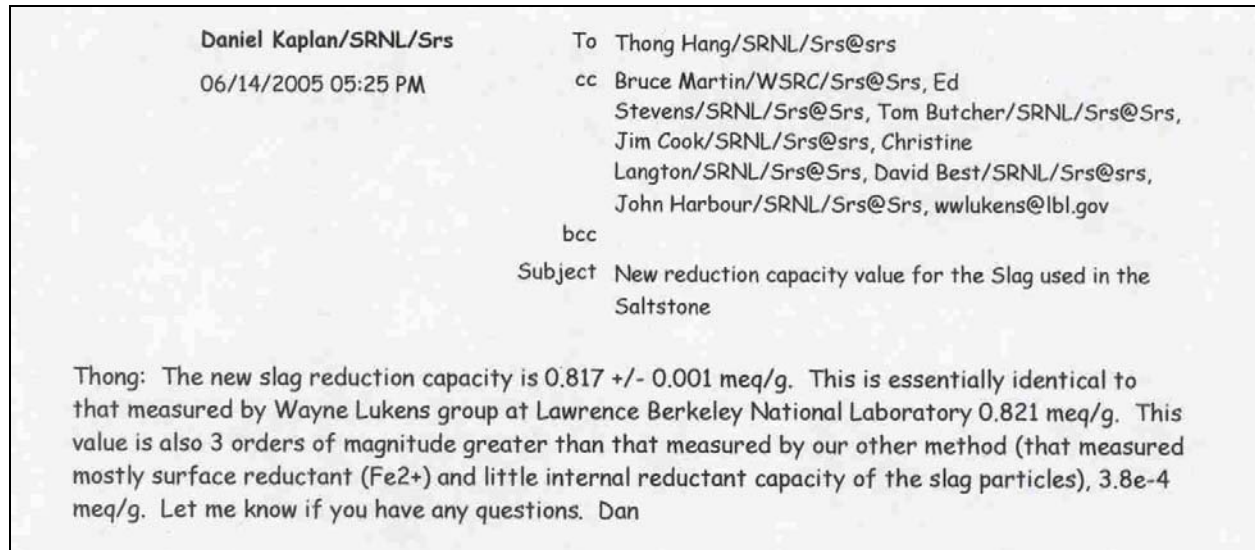 Daniel Kaplan/SRNL/Srs
06/14/2005 05:25 PM
To Thong Hang/SRNL/Srs@srs
cc Bruce Martin/WSRC/Srs@Srs, Ed
Stevens/SRNL/Srs@Srs, Tom Butcher/SRNL/Srs@Srs,
Jim Cook/SRNL/Srs@srs, Christine
Langton/SRNL/Srs@Srs, David Best/SRNL/Srs@srs,
John Harbour/SRNL/Srs@Srs, wwlukens@lbl.gov
bcc
Subject New reduction capacity value for the Slag used in the
Saltstone
Thong: The new slag reduction capacity is 0.817 +/- 0.001 meq/g. This is essentially identical to
that measured by Wayne Lukens group at Lawrence Berkeley National Laboratory 0.821 meq/g. This
value is also 3 orders of magnitude greater than that measured by our other method (that measured
mostly surface reductant (Fe2+) and little internal reductant capacity of the slag particles), 3.8e-4
meq/g. Let me know if you have any questions. Dan